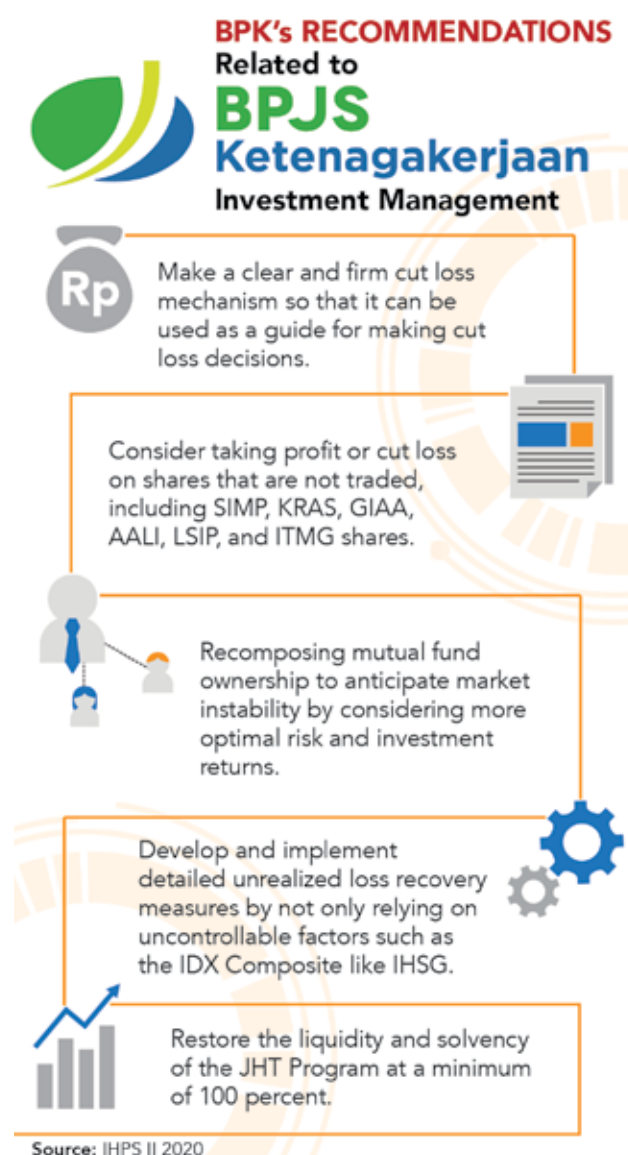 BPK's RECOMMENDATIONS
Related to
BPJS
Ketenagakerjaan
Investment Management
Rp
Make a clear and firm cut loss
mechanism so that it can be
used as a guide for making cut
loss decisions.
Consider taking profit or cut loss
on shares that are not traded,
including SIMP, KRAS, GIAA,
AALI, LSIP, and ITMG shares.
Recomposing mutual fund
ownership to anticipate market
instability by considering more
optimal risk and investment
returns.
Develop and implement
detailed unrealized loss recovery
measures by not only relying on
uncontrollable factors such as
the IDX Composite like IHSG.
Restore the liquidity and solvency
of the JHT Program at a minimum
of 100 percent.
Source: IHPS II 2020